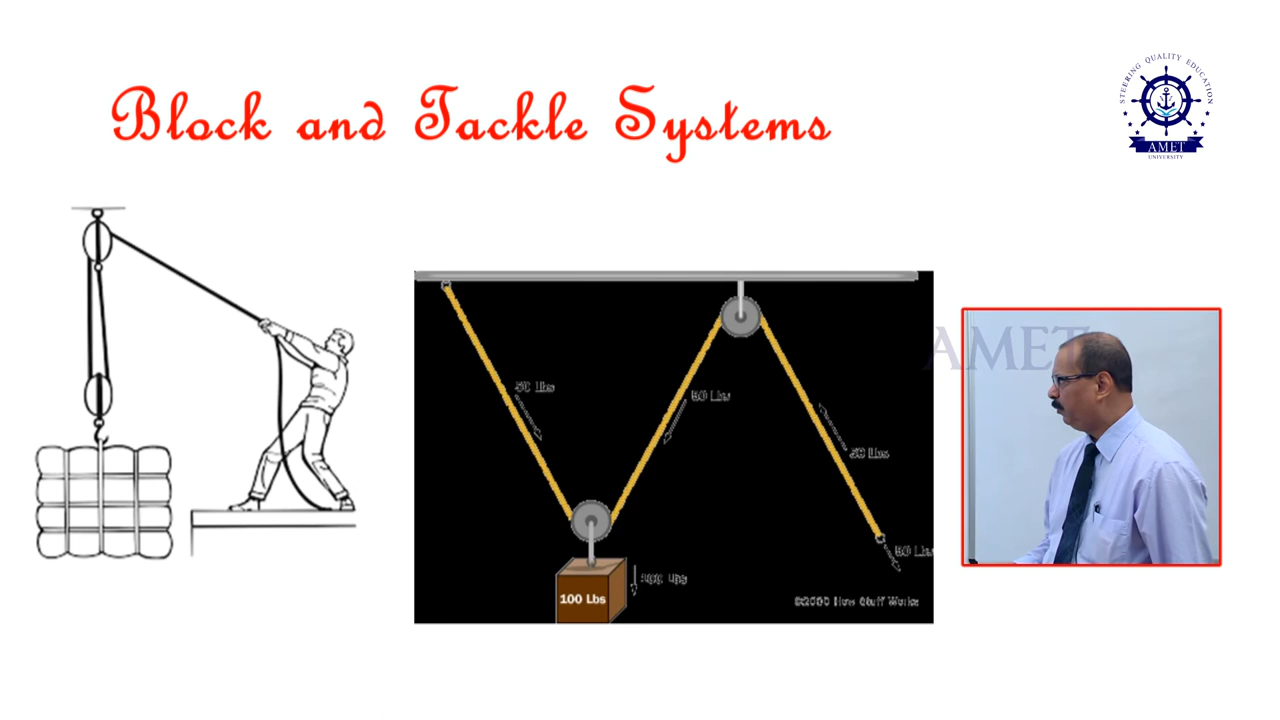 Block and Tackle Systems
STEERING QUALITY EDUCATION
AMET
UNIVERSITY
AMET
50 Lbs
50 Lbs
50 Lbs
50 Lbs
100 Lbs
100 Lbs
©2000 How Stuff Works